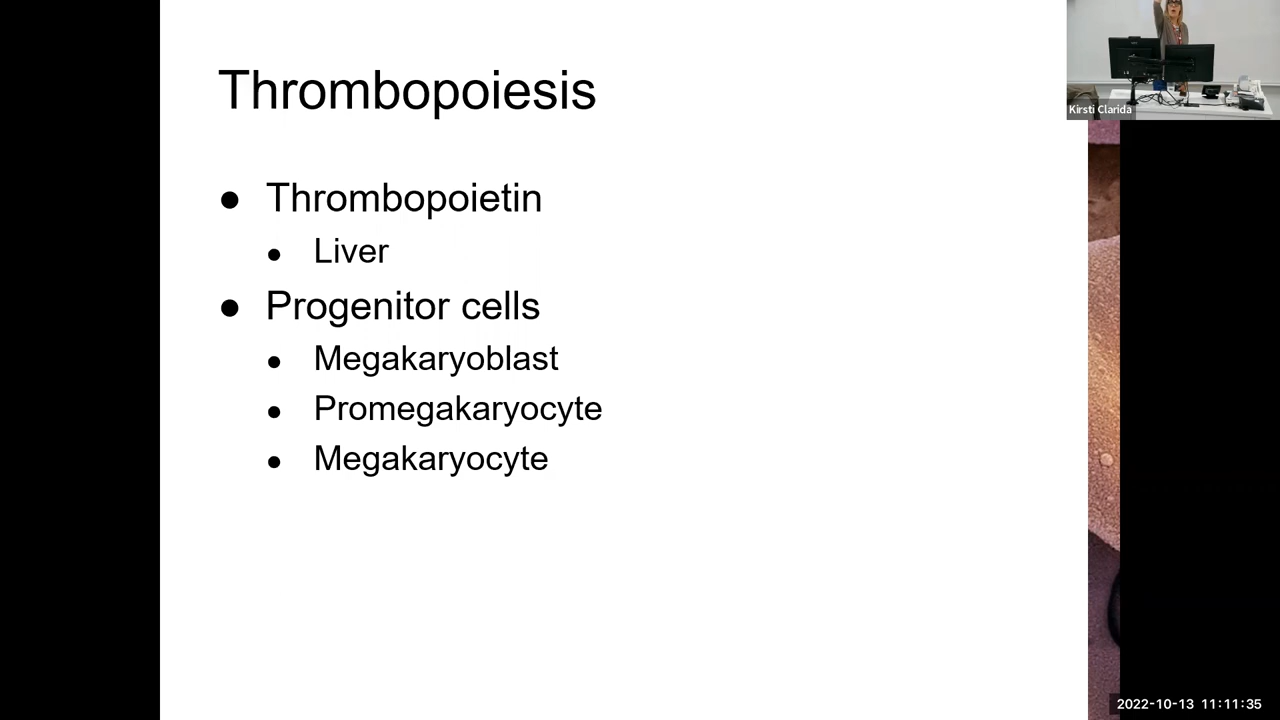 Thrombopoiesis
Kirsti Clarida
● Thrombopoietin
● Liver
● Progenitor cells
● Megakaryoblast
● Promegakaryocyte
● Megakaryocyte
2022-10-13 11:11:35